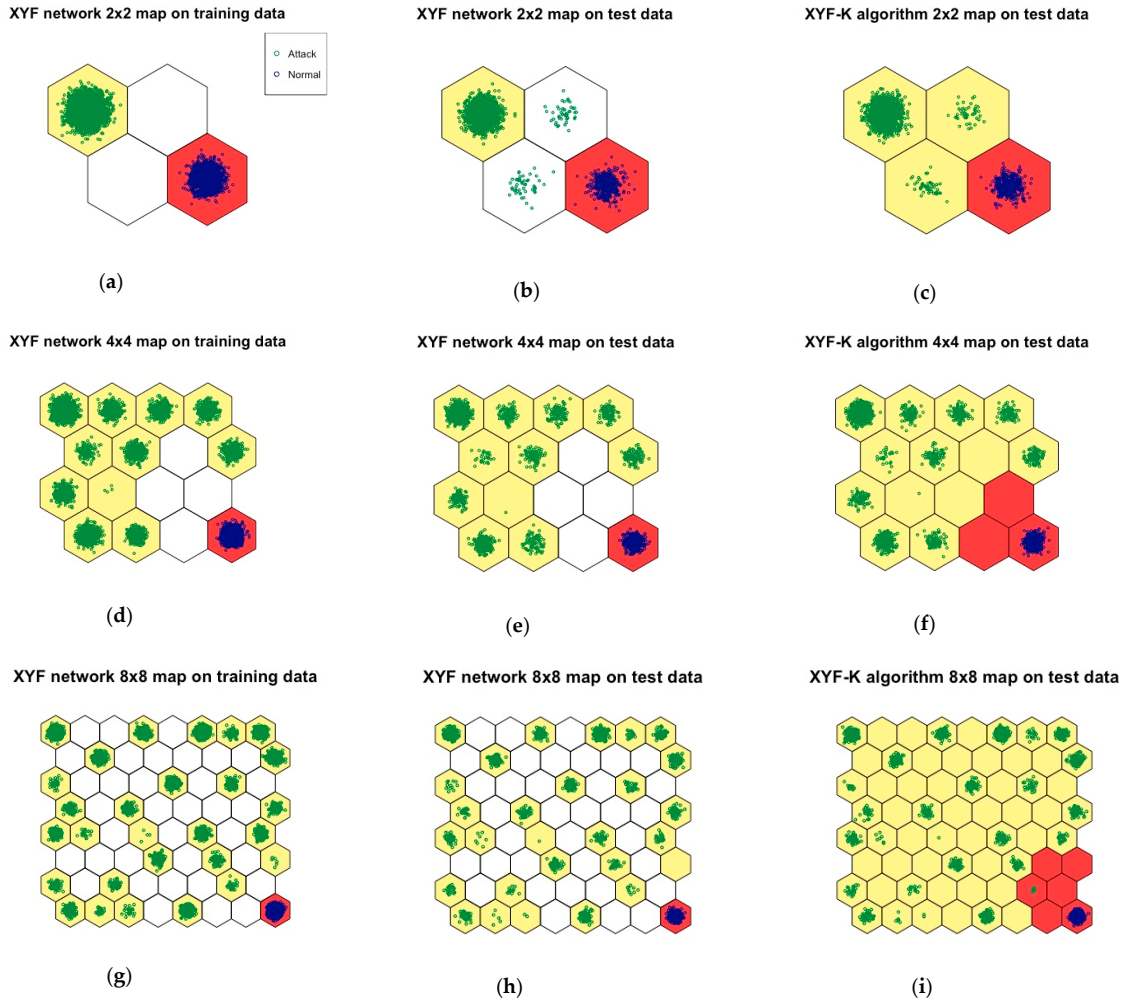 XYF network 2x2 map on training data
XYF network 2x2 map on test data
XYF-K algorithm 2x2 map on test data
Attack
Normal
(a)
(b)
(c)
XYF network 4x4 map on training data
XYF network 4x4 map on test data
XYF-K algorithm 4x4 map on test data
(d)
(e)
(f)
XYF network 8x8 map on training data
XYF network 8x8 map on test data
XYF-K algorithm 8x8 map on test data
(g)
(h)
(i)